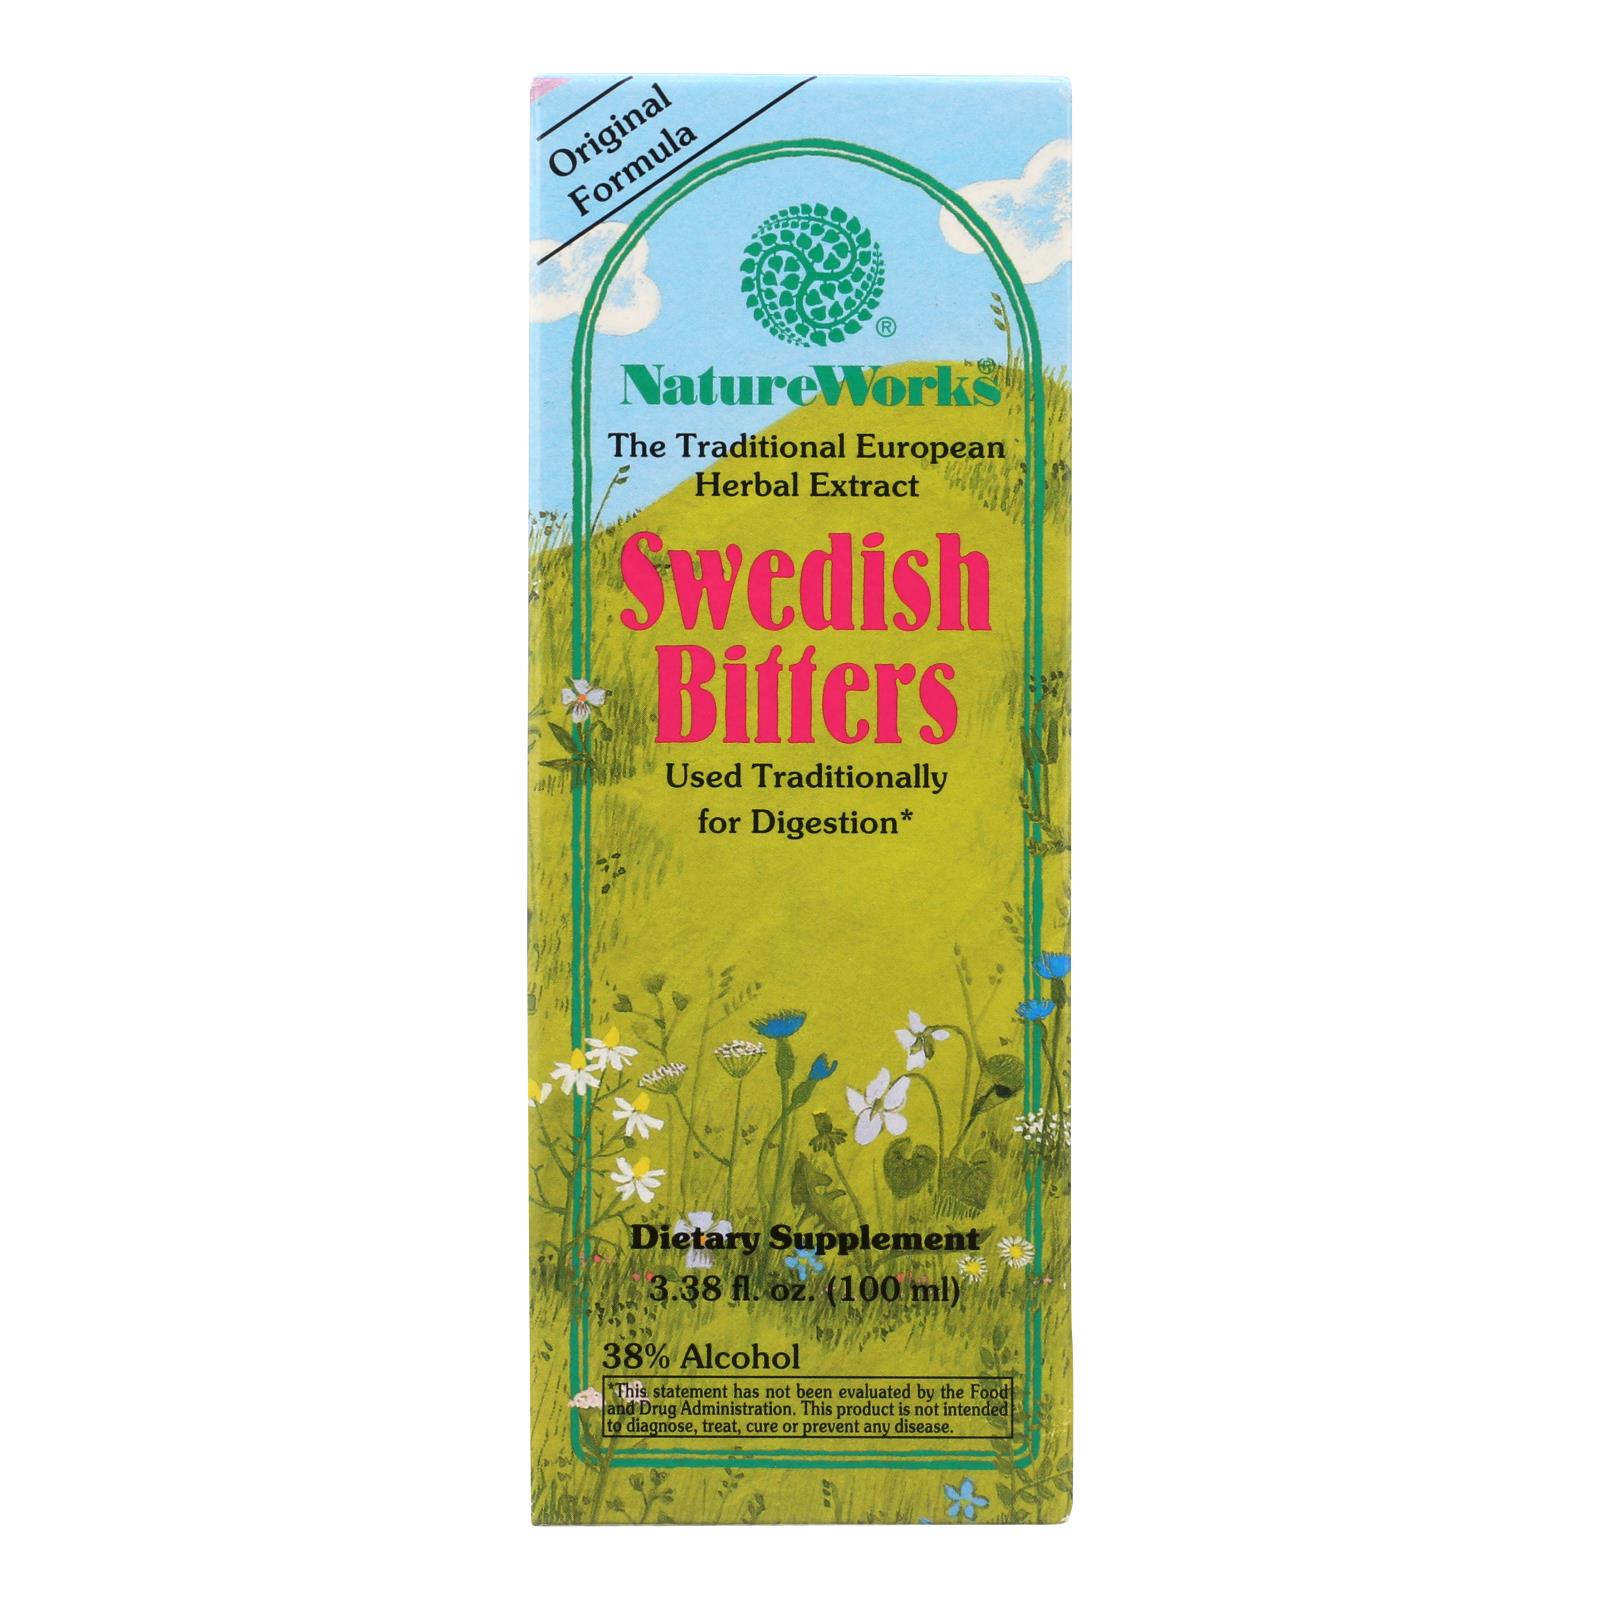 Original
Formula
®
NatureWorks®
The Traditional European
Herbal Extract
Swedish
Bitters
Used Traditionally
for Digestion*
Dietary Supplement
3.38 fl. oz. (100 ml)
38% Alcohol
*This statement has not been evaluated by the Food
and Drug Administration. This product is not intended
to diagnose, treat, cure or prevent any disease.